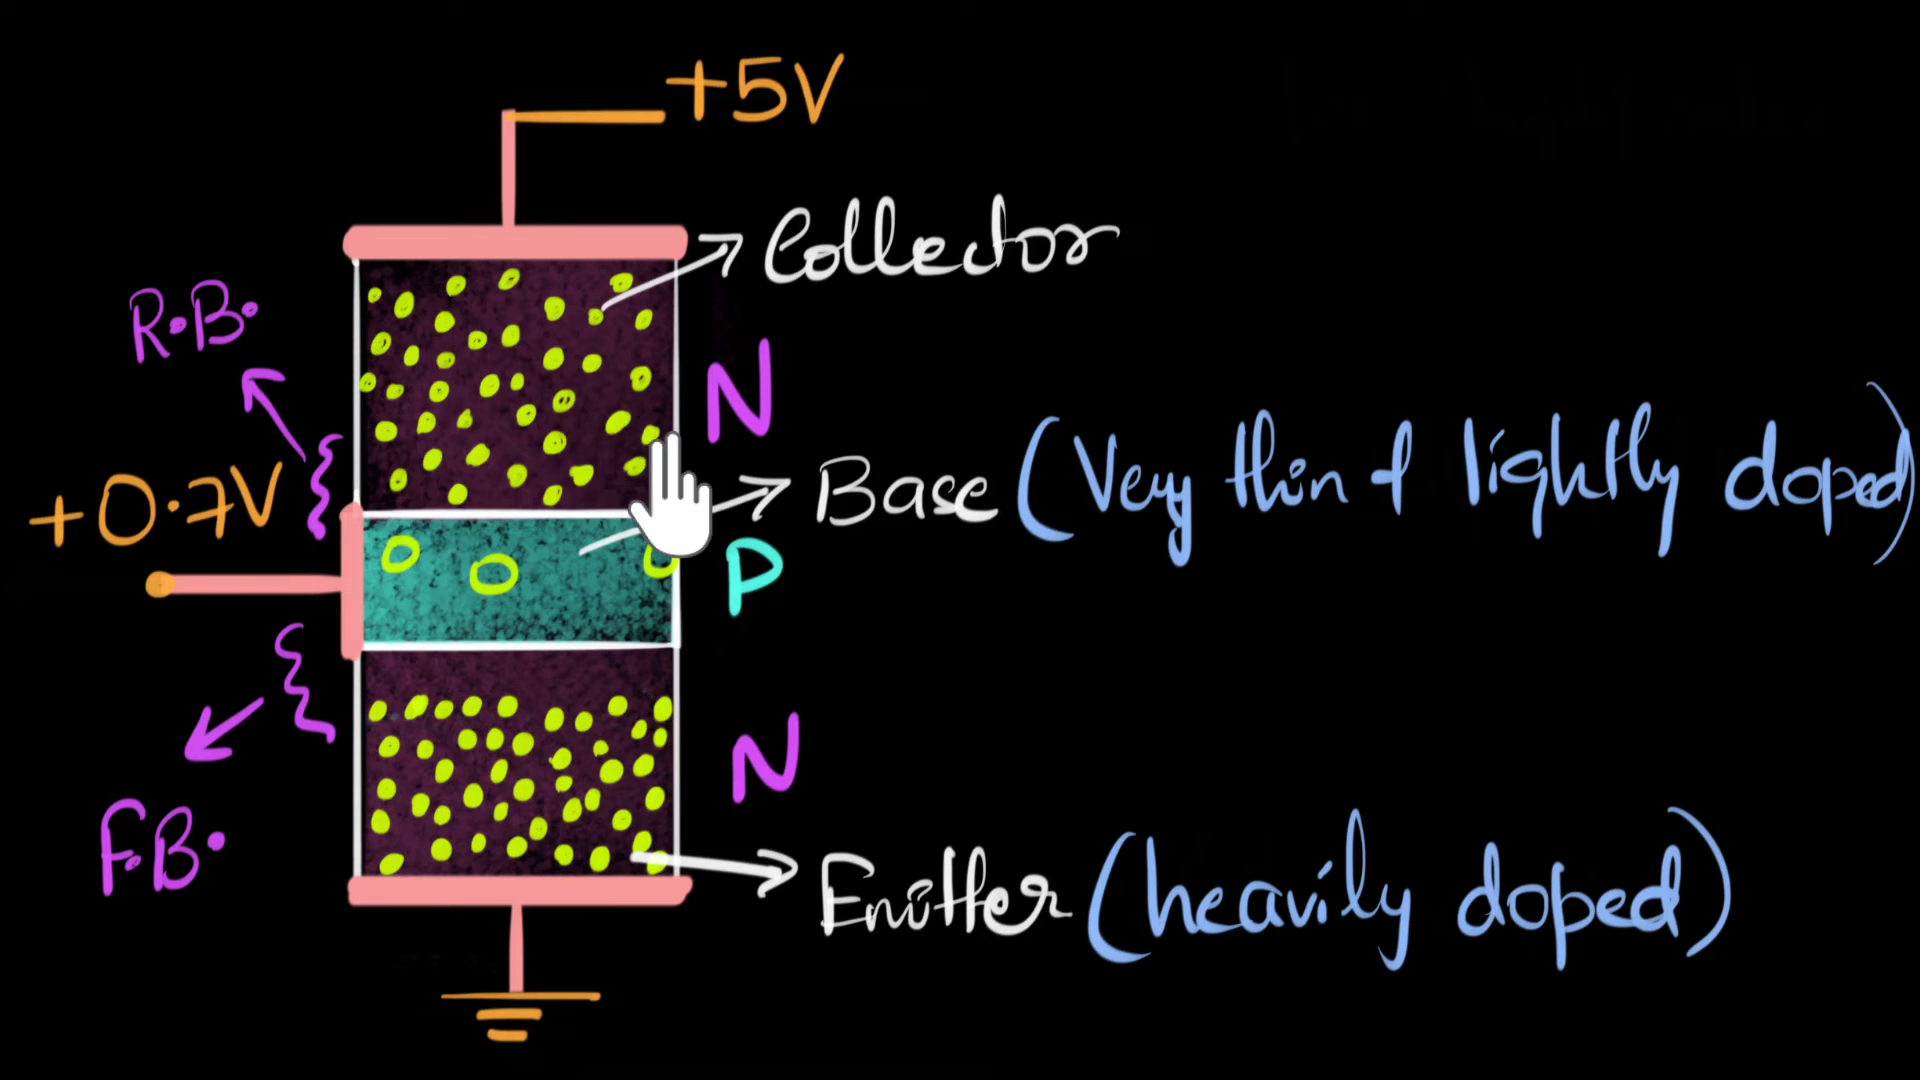 +5V
Collector
R.B.
N
+0.7V
Base (Very thin & lightly doped)
P
N
F.B.
Emitter (heavily doped)